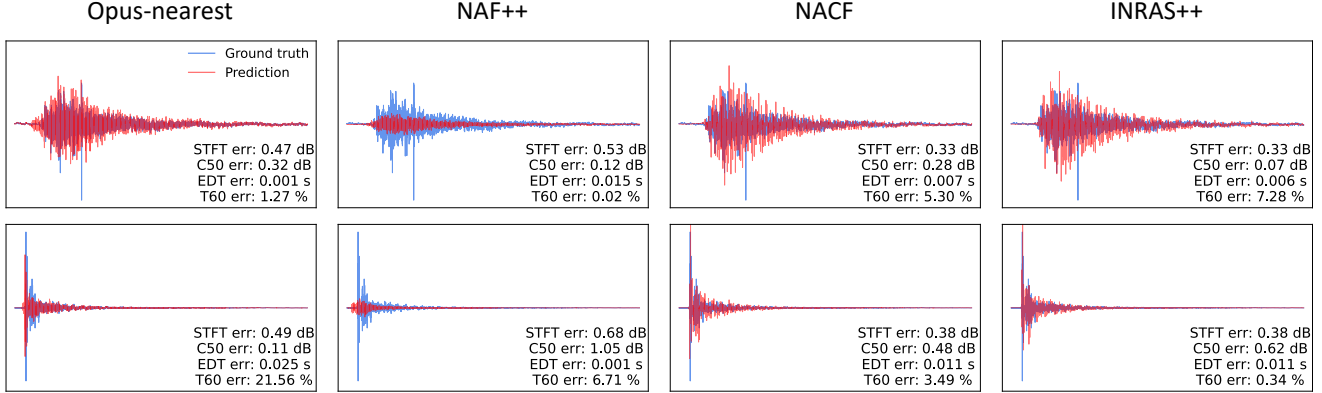 Opus-nearest NAF++ NACF INRAS++
Ground truth
Prediction
STFT err: 0.47 dB
C50 err: 0.32 dB
EDT err: 0.001 s
T60 err: 1.27 %
STFT err: 0.53 dB
C50 err: 0.12 dB
EDT err: 0.015 s
T60 err: 0.02 %
STFT err: 0.33 dB
C50 err: 0.28 dB
EDT err: 0.007 s
T60 err: 5.30 %
STFT err: 0.33 dB
C50 err: 0.07 dB
EDT err: 0.006 s
T60 err: 7.28 %
STFT err: 0.49 dB
C50 err: 0.11 dB
EDT err: 0.025 s
T60 err: 21.56 %
STFT err: 0.68 dB
C50 err: 1.05 dB
EDT err: 0.001 s
T60 err: 6.71 %
STFT err: 0.38 dB
C50 err: 0.48 dB
EDT err: 0.011 s
T60 err: 3.49 %
STFT err: 0.38 dB
C50 err: 0.62 dB
EDT err: 0.011 s
T60 err: 0.34 %